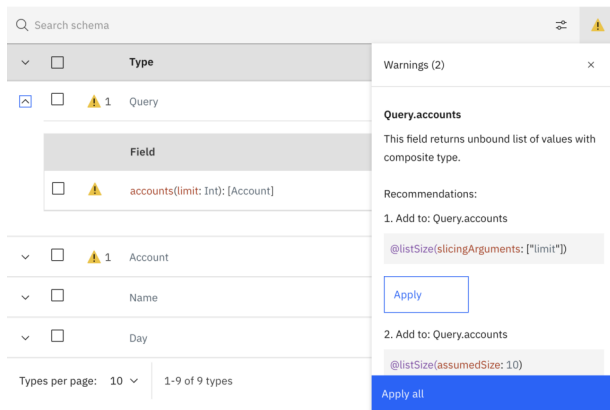 Search schema
Type
1 Query
Field
accounts(limit: Int): [Account]
1 Account
Name
Day
Types per page: 10 1-9 of 9 types
Warnings (2)
Query.accounts
This field returns unbound list of values with
composite type.
Recommendations:
1. Add to: Query.accounts
@listSize(slicingArguments: ["limit"])
Apply
2. Add to: Query.accounts
@listSize(assumedSize: 10)
Apply all